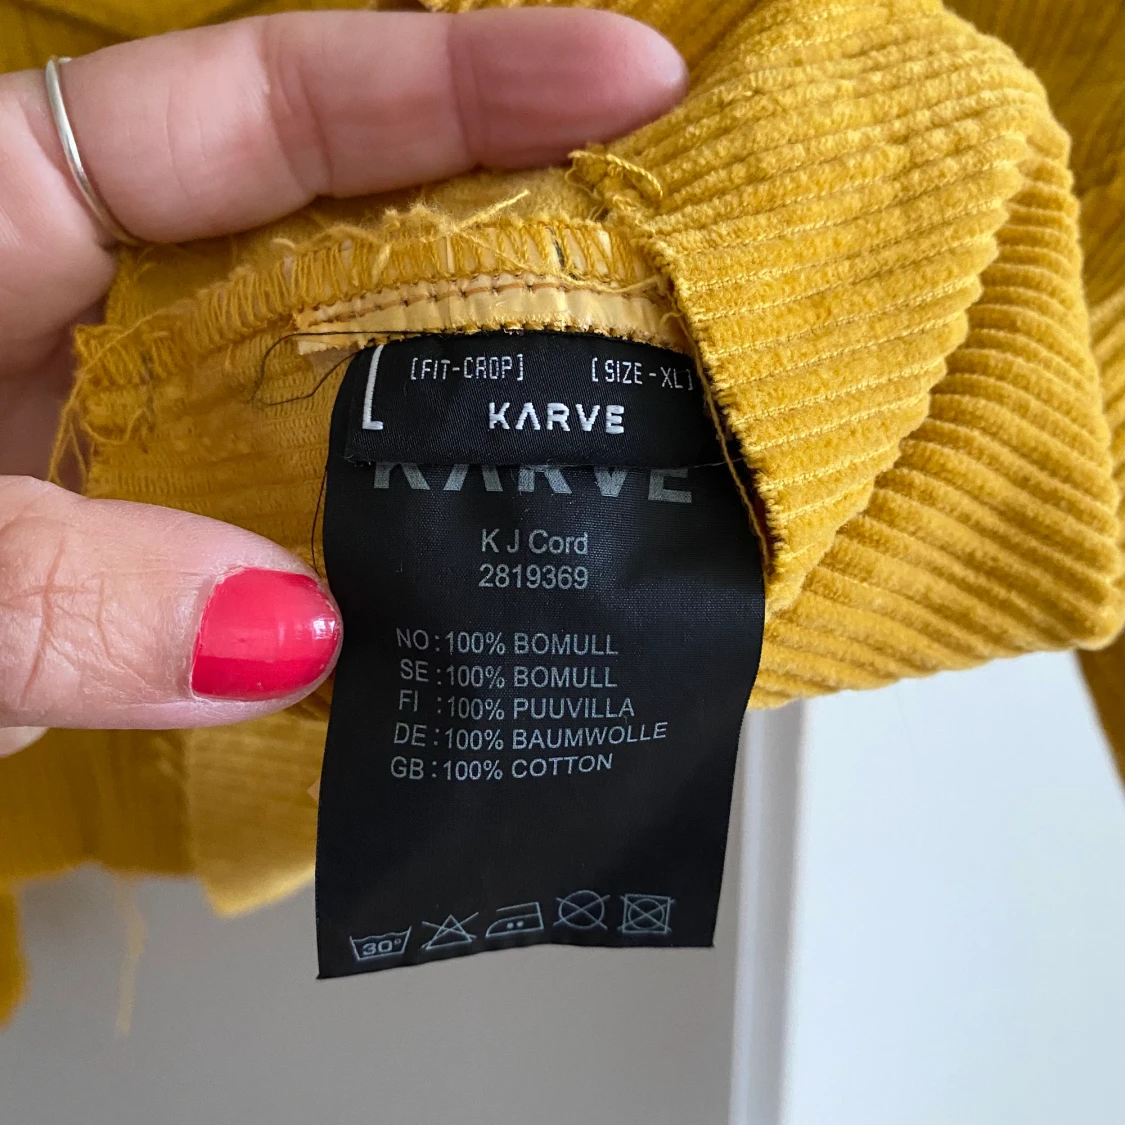 [FIT-CROP] [SIZE-XL]
KARVE
KARVE
K J Cord
2819369
NO: 100% BOMULL
SE: 100% BOMULL
FI : 100% PUUVILLA
DE: 100% BAUMWOLLE
GB: 100% COTTON
30°